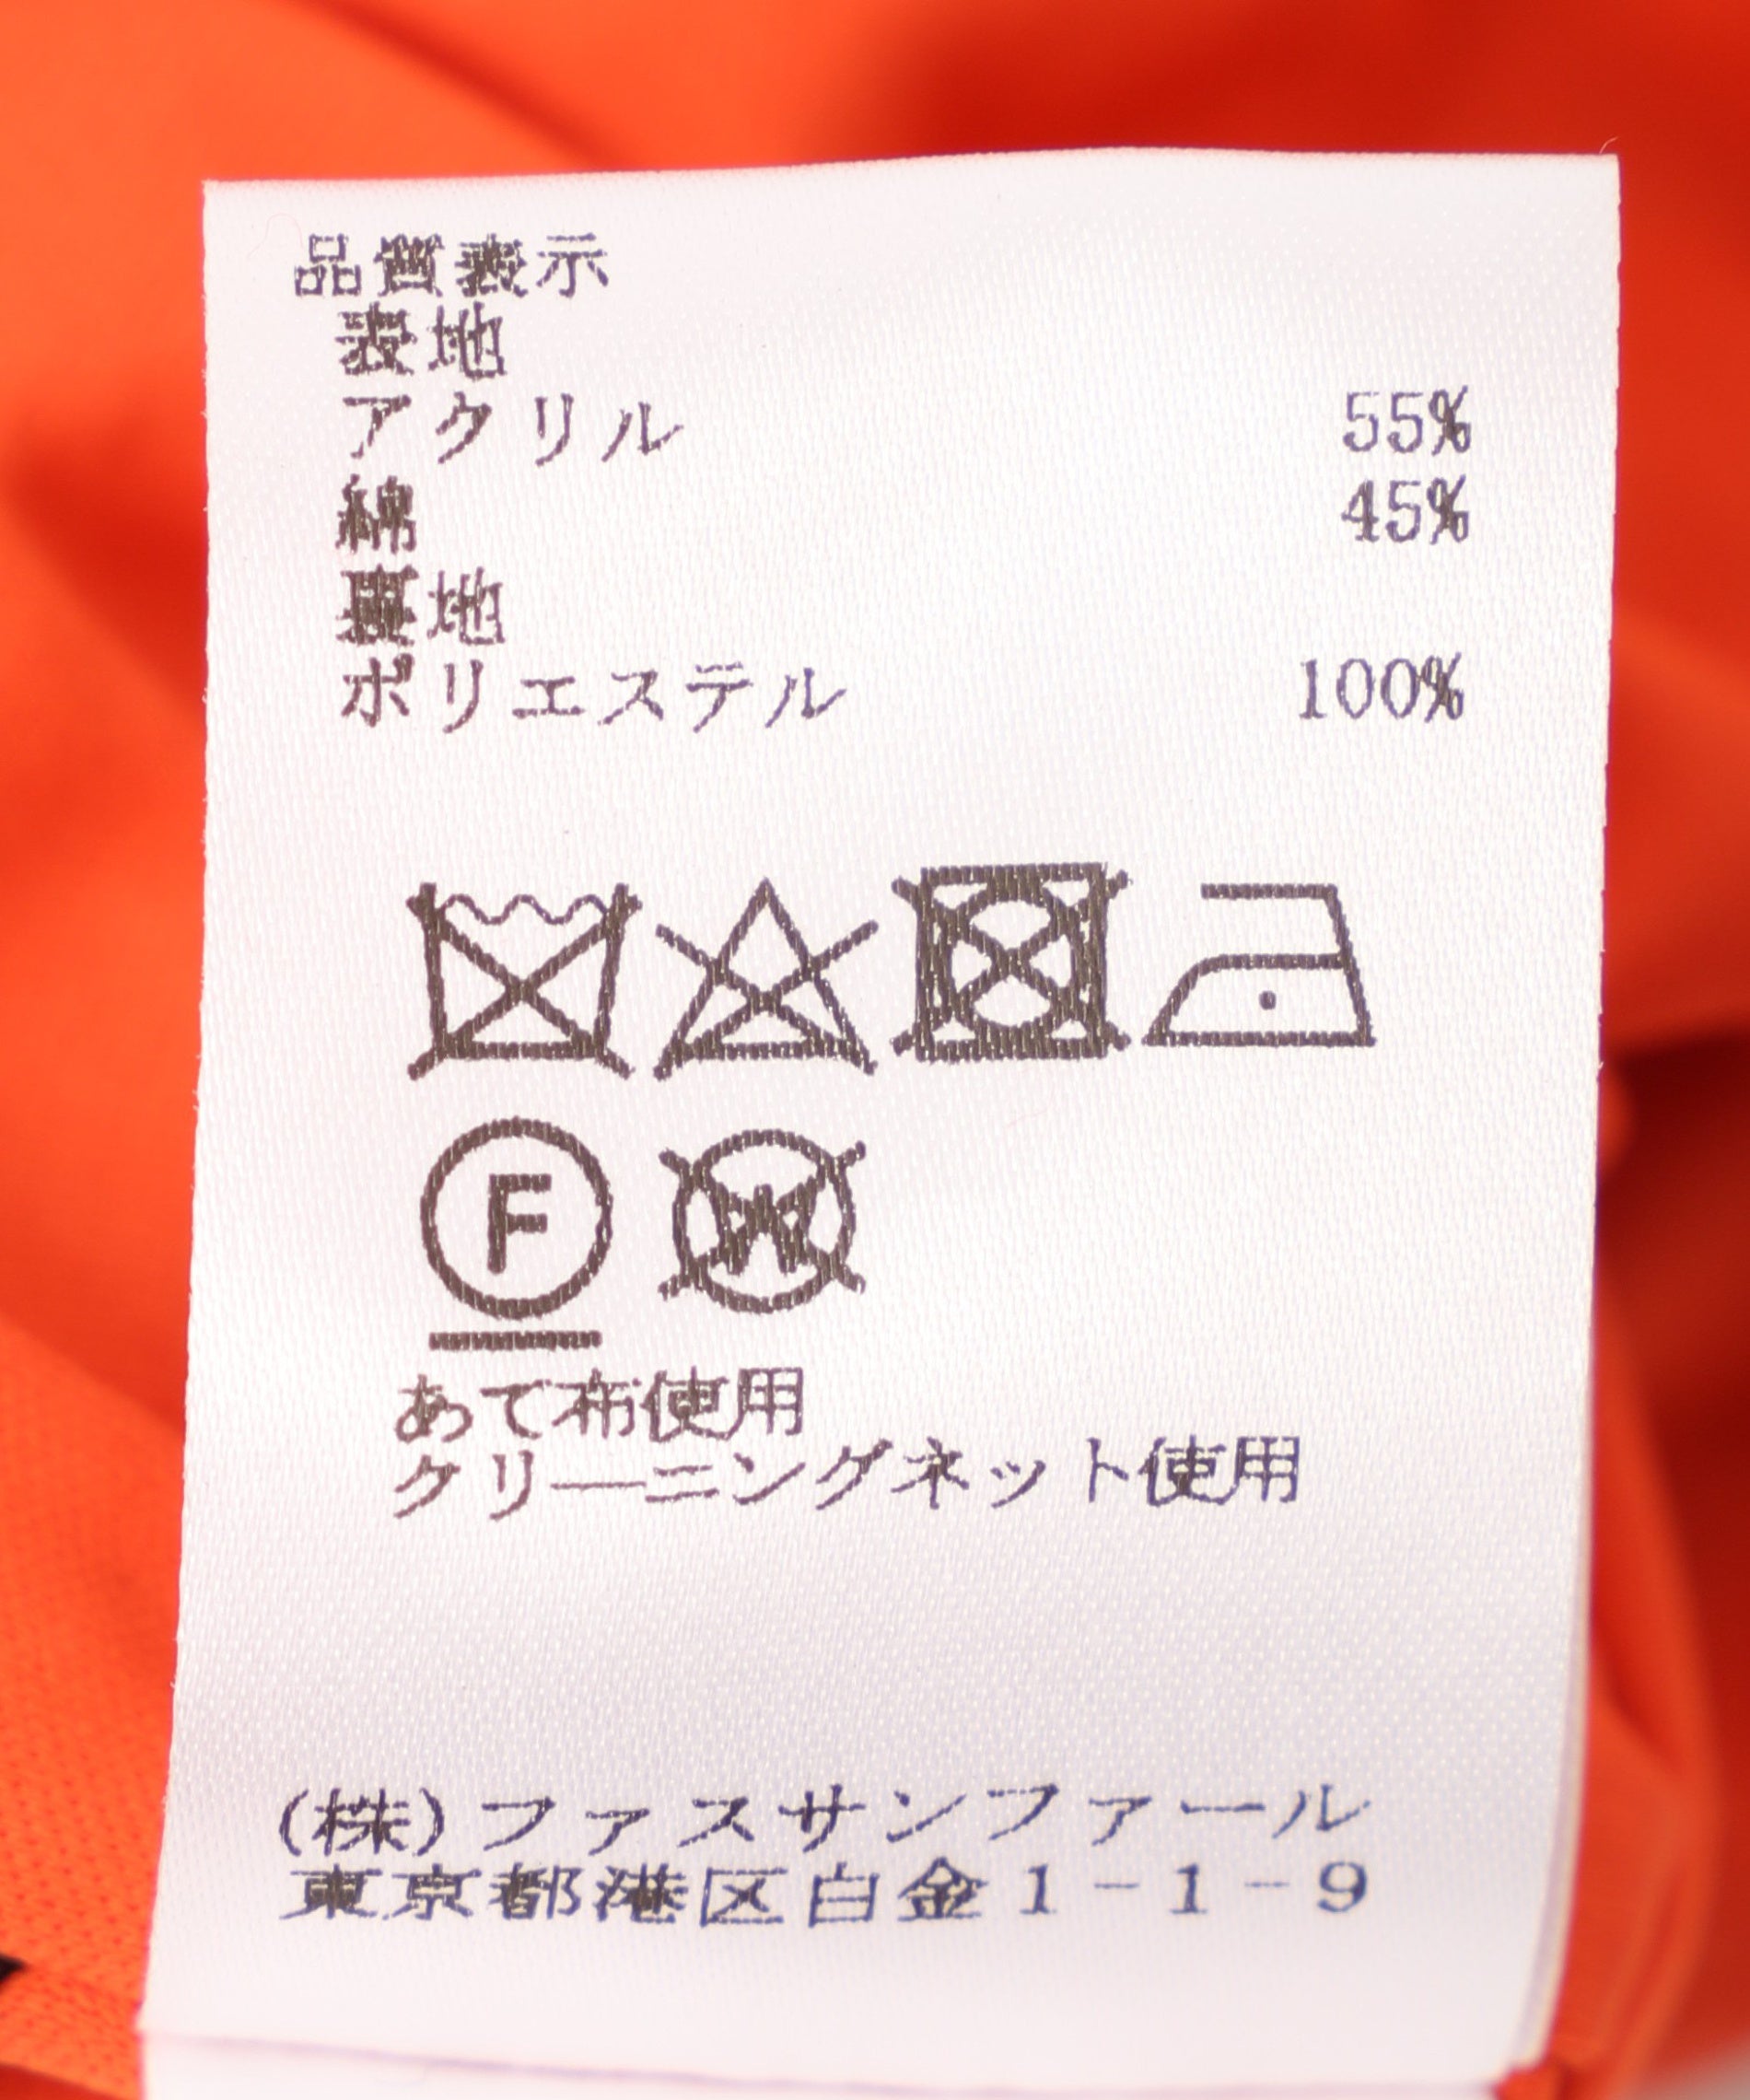 品質表示
表地
アクリル 55%
綿 45%
裏地
ポリエステル 100%
F W
あて布使用
クリーニングネット使用
(株)ファスサンファール
東京都港区白金1-1-9